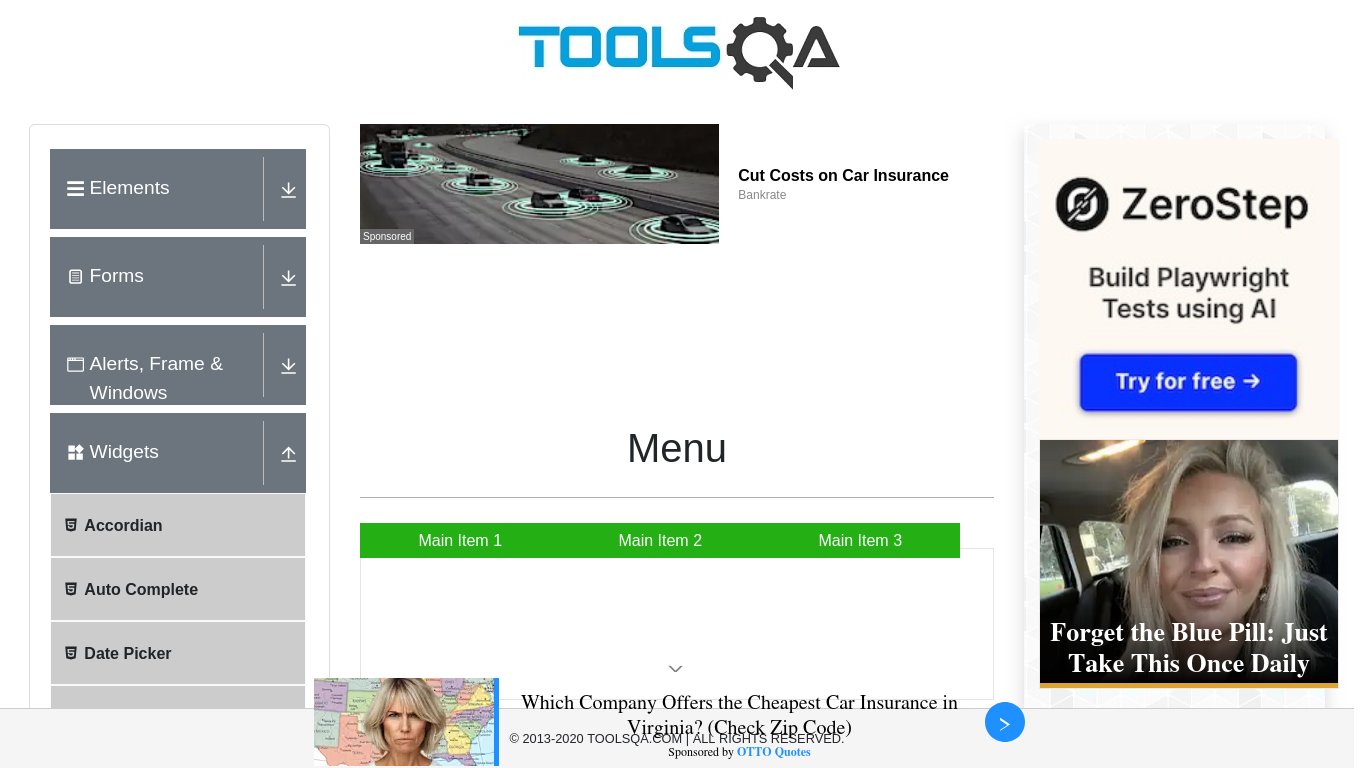 TOOLSQA
Elements
Forms
Alerts, Frame &
Windows
Widgets
Accordian
Auto Complete
Date Picker
Sponsored
Cut Costs on Car Insurance
Bankrate
Menu
Main Item 1
Main Item 2
Main Item 3
ZeroStep
Build Playwright
Tests using AI
Try for free →
Forget the Blue Pill: Just
Take This Once Daily
Which Company Offers the Cheapest Car Insurance in
Virginia? (Check Zip Code)
© 2013-2020 TOOLSQA.COM | ALL RIGHTS RESERVED.
Sponsored by OTTO Quotes